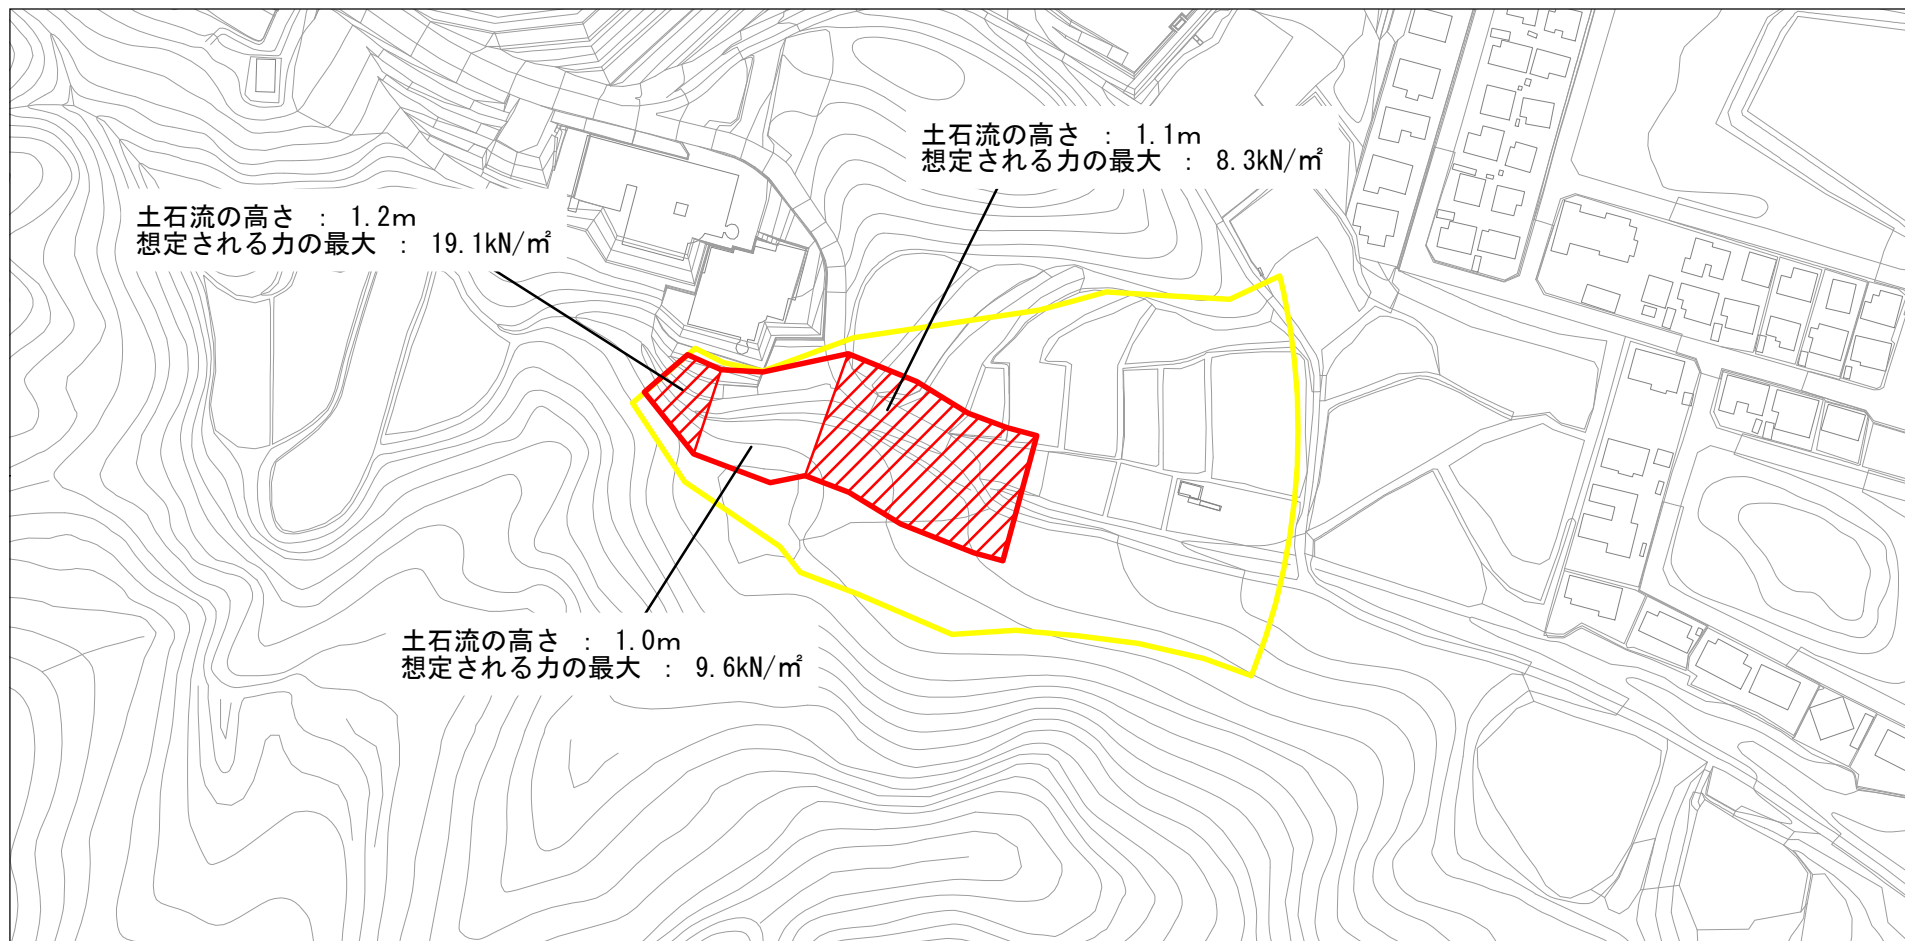 土石流の高さ : 1.1m
想定される力の最大 : 8.3kN/㎡
土石流の高さ : 1.2m
想定される力の最大 : 19.1kN/㎡
土石流の高さ : 1.0m
想定される力の最大 : 9.6kN/㎡